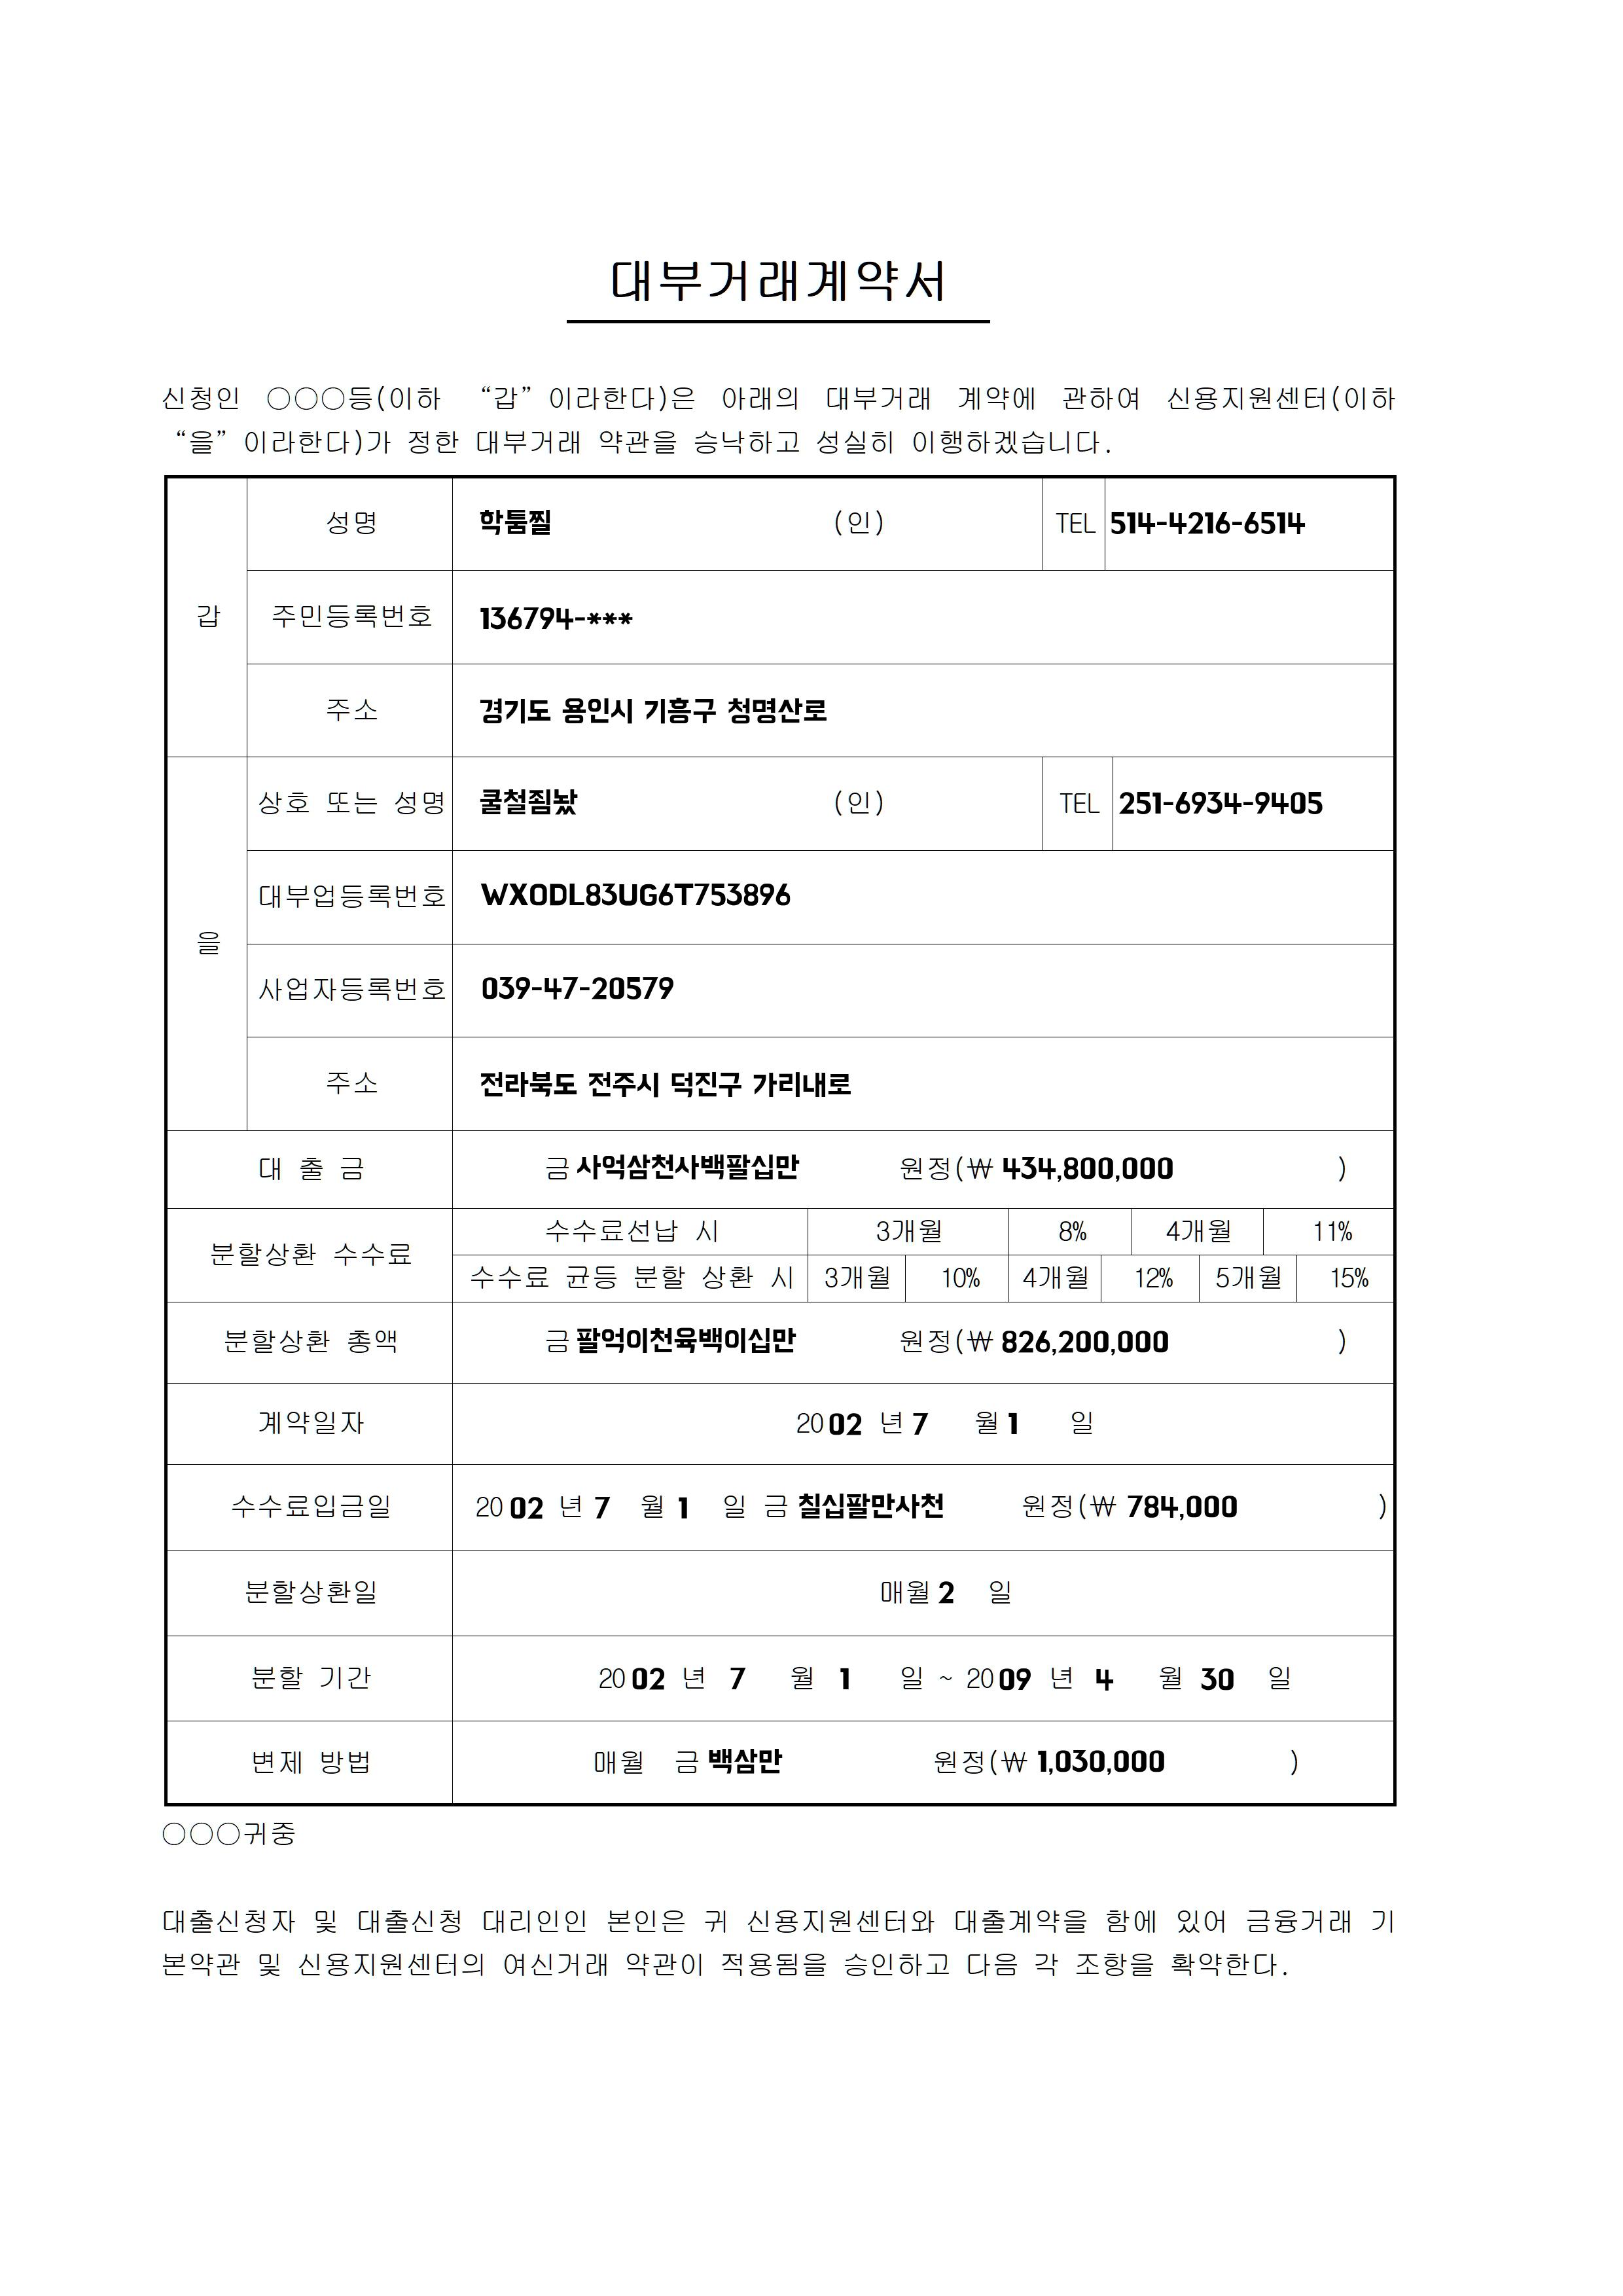 대부거래계약서
신청인 ○○○등(이하 “갑”이라한다)은 아래의 대부거래 계약에 관하여 신용지원센터(이하
“을”이라한다)가 정한 대부거래 약관을 승낙하고 성실히 이행하겠습니다.
갑
성명 학툼찔 (인) TEL 514-4216-6514
주민등록번호 136794-***
주소 경기도 용인시 기흥구 청명산로
을
상호 또는 성명 쿨철죔놨 (인) TEL 251-6934-9405
대부업등록번호 WXODL83UG6T753896
사업자등록번호 039-47-20579
주소 전라북도 전주시 덕진구 가리내로
대 출 금 금 사억삼천사백팔십만 원정(₩ 434,800,000 )
분할상환 수수료
수수료선납 시 3개월 8% 4개월 11%
수수료 균등 분할 상환 시 3개월 10% 4개월 12% 5개월 15%
분할상환 총액 금 팔억이천육백이십만 원정(₩ 826,200,000 )
계약일자 2002 년 7 월 1 일
수수료입금일 2002 년 7 월 1 일 금 칠십팔만사천 원정(₩ 784,000 )
분할상환일 매월 2 일
분할 기간 2002 년 7 월 1 일 ~ 2009 년 4 월 30 일
변제 방법 매월 금 백삼만 원정(₩ 1,030,000 )
○○○귀중
대출신청자 및 대출신청 대리인인 본인은 귀 신용지원센터와 대출계약을 함에 있어 금융거래 기
본약관 및 신용지원센터의 여신거래 약관이 적용됨을 승인하고 다음 각 조항을 확약한다.